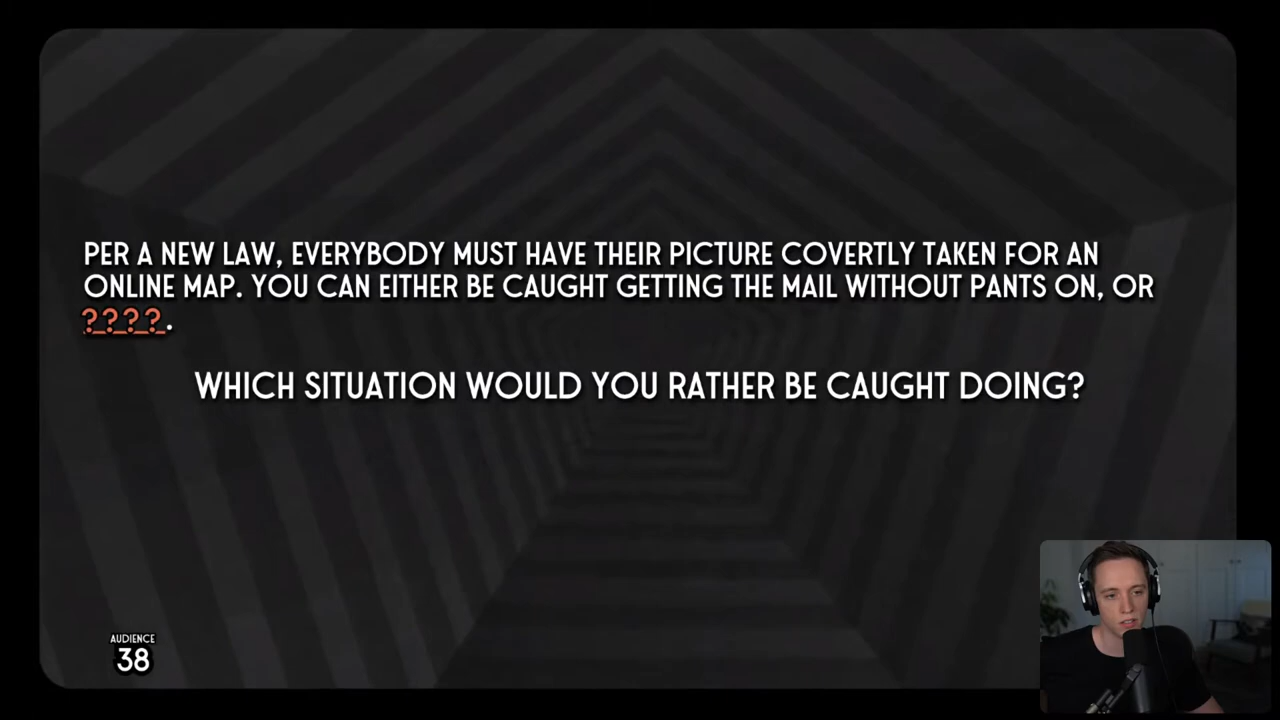 PER A NEW LAW, EVERYBODY MUST HAVE THEIR PICTURE COVERTLY TAKEN FOR AN
ONLINE MAP. YOU CAN EITHER BE CAUGHT GETTING THE MAIL WITHOUT PANTS ON, OR
????.
WHICH SITUATION WOULD YOU RATHER BE CAUGHT DOING?
AUDIENCE
38